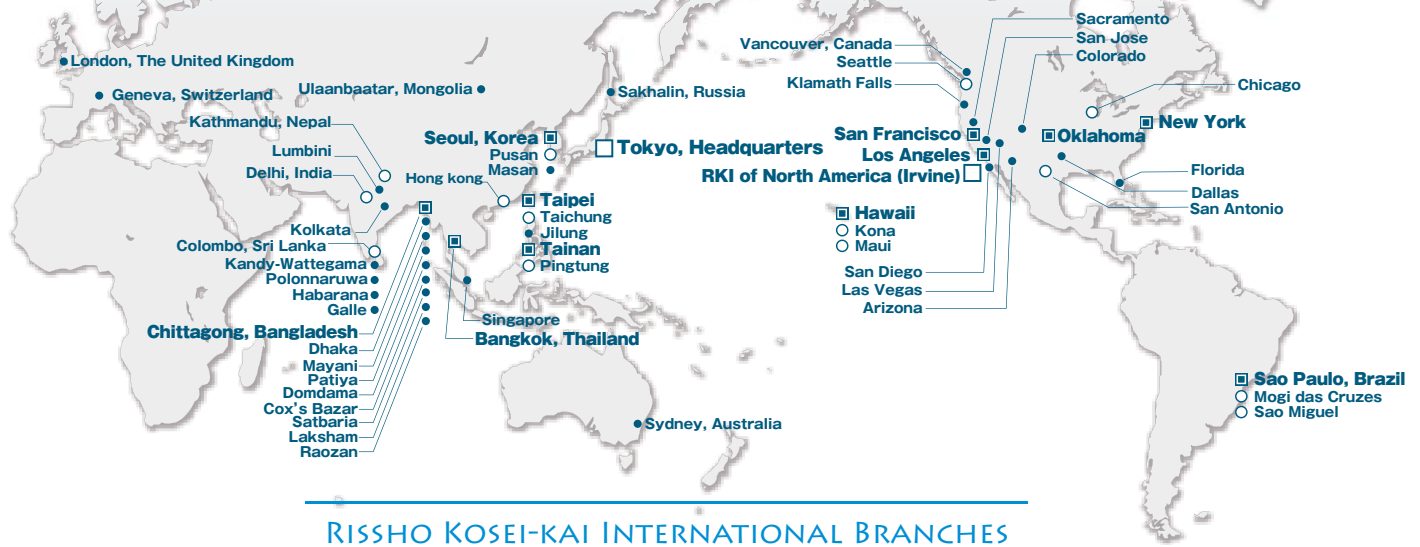 London, The United Kingdom
Geneva, Switzerland
Ulaanbaatar, Mongolia
Sakhalin, Russia
Kathmandu, Nepal
Lumbini
Delhi, India
Kolkata
Colombo, Sri Lanka
Kandy-Wattegama
Polonnaruwa
Habarana
Galle
Chittagong, Bangladesh
Dhaka
Mayani
Patiya
Domdama
Cox's Bazar
Satbaria
Laksham
Raozan
Seoul, Korea
Pusan
Masan
Hong kong
Tokyo, Headquarters
Taipei
Taichung
Jilung
Tainan
Pingtung
Singapore
Bangkok, Thailand
Sydney, Australia
Vancouver, Canada
Seattle
Klamath Falls
San Francisco
Los Angeles
RKI of North America (Irvine)
Hawaii
Kona
Maui
San Diego
Las Vegas
Arizona
Sacramento
San Jose
Colorado
Chicago
New York
Oklahoma
Florida
Dallas
San Antonio
Sao Paulo, Brazil
Mogi das Cruzes
Sao Miguel
Rissho Kosei-kai International Branches